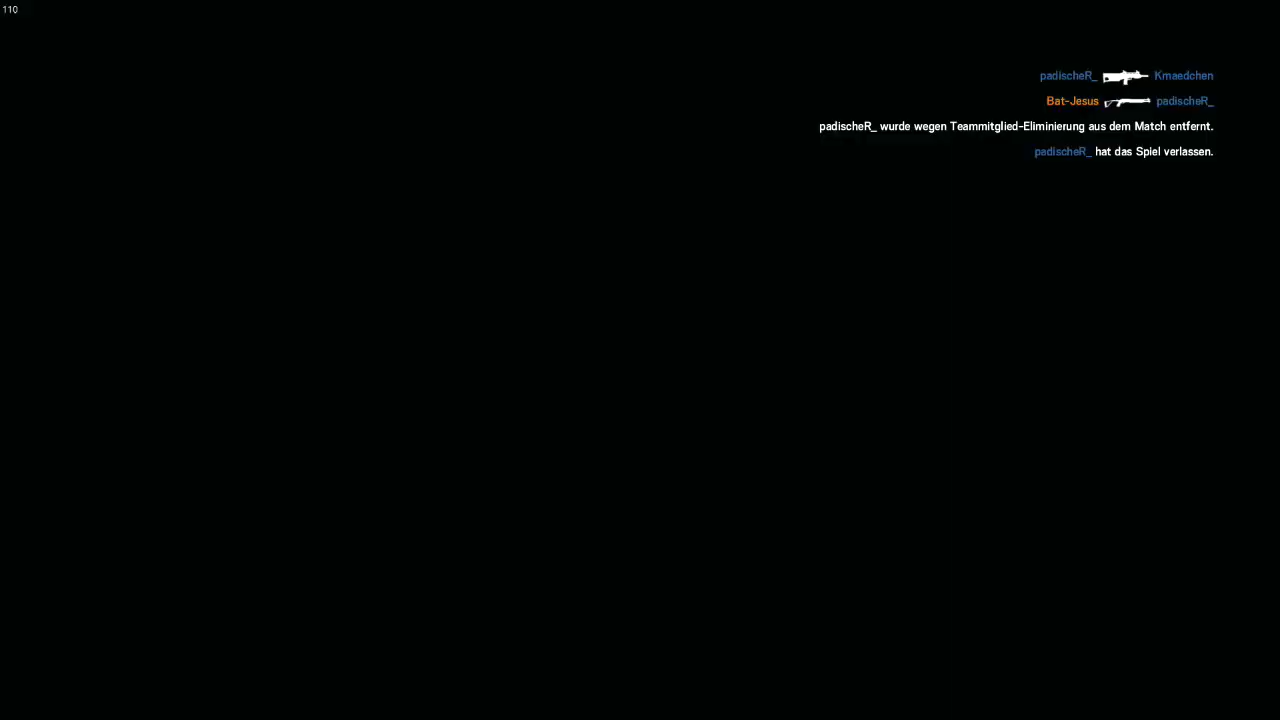 110
padischeR_ Kmaedchen
Bat-Jesus padischeR_
padischeR_ wurde wegen Teammitglied-Eliminierung aus dem Match entfernt.
padischeR_ hat das Spiel verlassen.